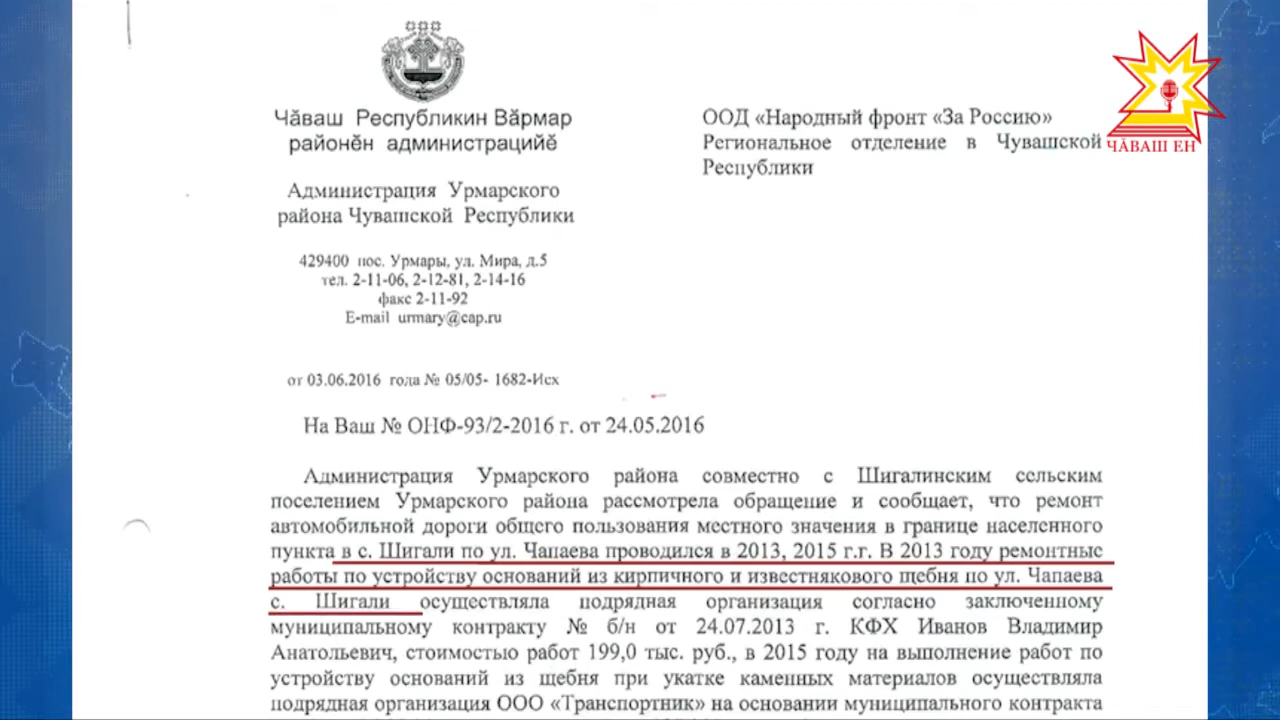 Чӑваш Республикин Вӑрмар
районӗн администрацийӗ
Администрация Урмарского
района Чувашской Республики
429400 пос. Урмары, ул. Мира, д.5
тел. 2-11-06, 2-12-81, 2-14-16
факс 2-11-92
E-mail urmary@cap.ru
от 03.06.2016 года № 05/05- 1682-Исх
ООД «Народный фронт «За Россию»
Региональное отделение в Чувашской
Республики
ЧӐВАШ ЕН
На Ваш № ОНФ-93/2-2016 г. от 24.05.2016
Администрация Урмарского района совместно с Шигалинским сельским
поселением Урмарского района рассмотрела обращение и сообщает, что ремонт
автомобильной дороги общего пользования местного значения в границе населенного
пункта в с. Шигали по ул. Чапаева проводился в 2013, 2015 г.г. В 2013 году ремонтные
работы по устройству оснований из кирпичного и известнякового щебня по ул. Чапаева
с. Шигали осуществляла подрядная организация согласно заключенному
муниципальному контракту № б/н от 24.07.2013 г. КФХ Иванов Владимир
Анатольевич, стоимостью работ 199,0 тыс. руб., в 2015 году на выполнение работ по
устройству оснований из щебня при укатке каменных материалов осуществляла
подрядная организация ООО «Транспортник» на основании муниципального контракта